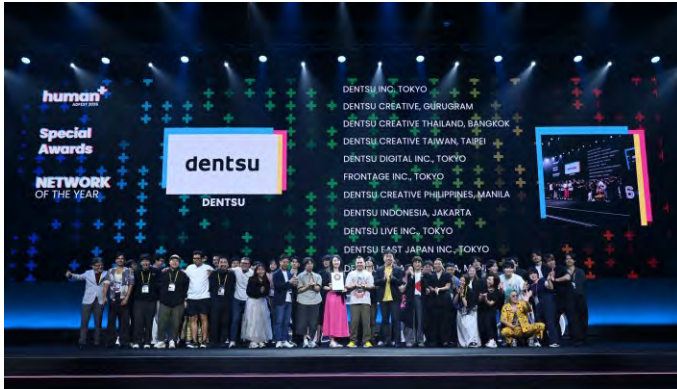 human+
ADFEST 2026
Special
Awards
NETWORK
OF THE YEAR
dentsu
DENTSU
DENTSU INC., TOKYO
DENTSU CREATIVE, GURUGRAM
DENTSU CREATIVE THAILAND, BANGKOK
DENTSU CREATIVE TAIWAN, TAIPEI
DENTSU DIGITAL INC., TOKYO
FRONTAGE INC., TOKYO
DENTSU CREATIVE PHILIPPINES, MANILA
DENTSU INDONESIA, JAKARTA
DENTSU LIVE INC., TOKYO
DENTSU EAST JAPAN INC., TOKYO